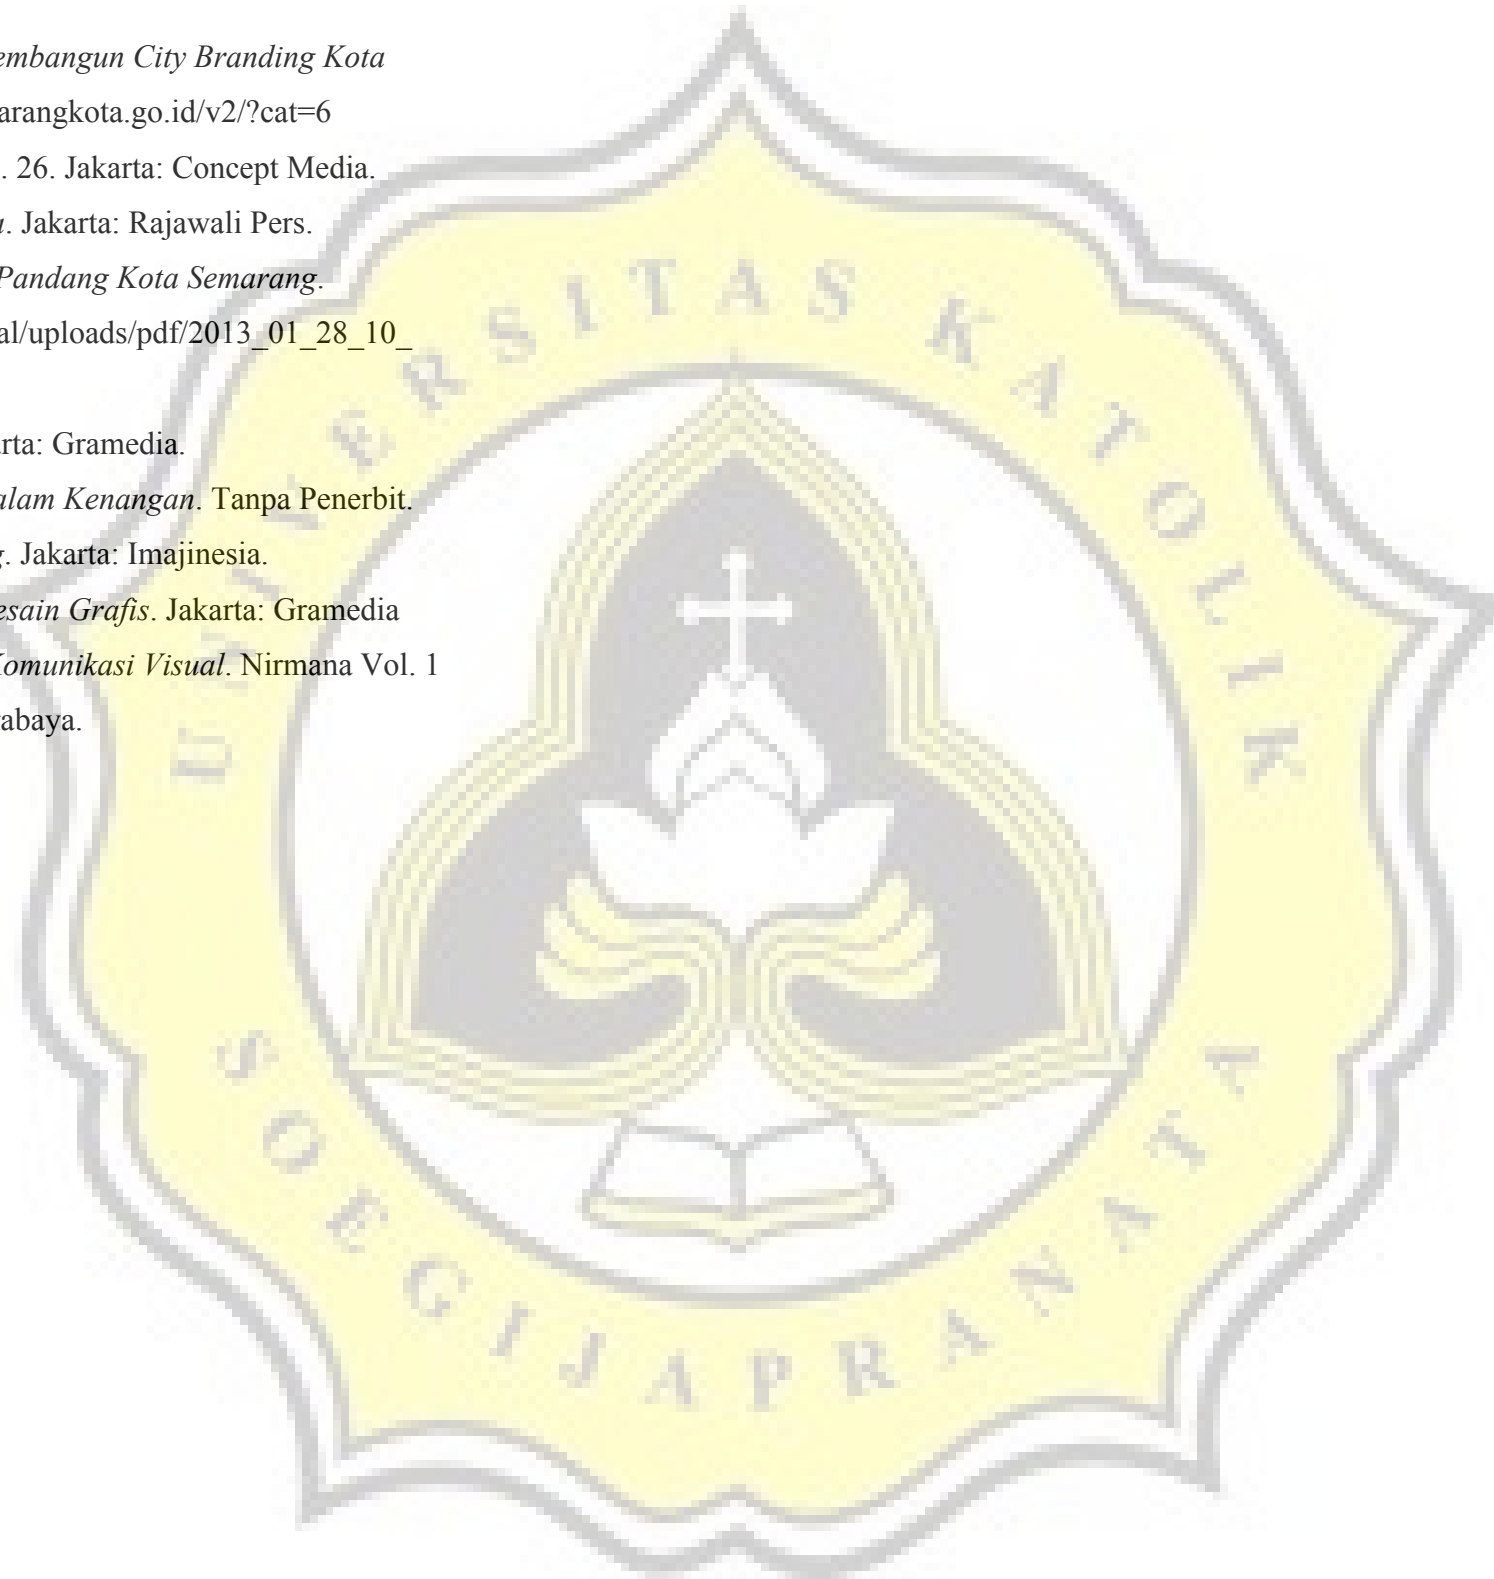 embangun City Branding Kota
arangkota.go.id/v2/?cat=6
. 26. Jakarta: Concept Media.
. Jakarta: Rajawali Pers.
Pandang Kota Semarang.
al/uploads/pdf/2013_01_28_10_
rta: Gramedia.
alam Kenangan. Tanpa Penerbit.
g. Jakarta: Imajinesia.
esain Grafis. Jakarta: Gramedia
Komunikasi Visual. Nirmana Vol. 1
rabaya.
UNIVERSITAS KATOLIK
SOEGIJAPRANATA